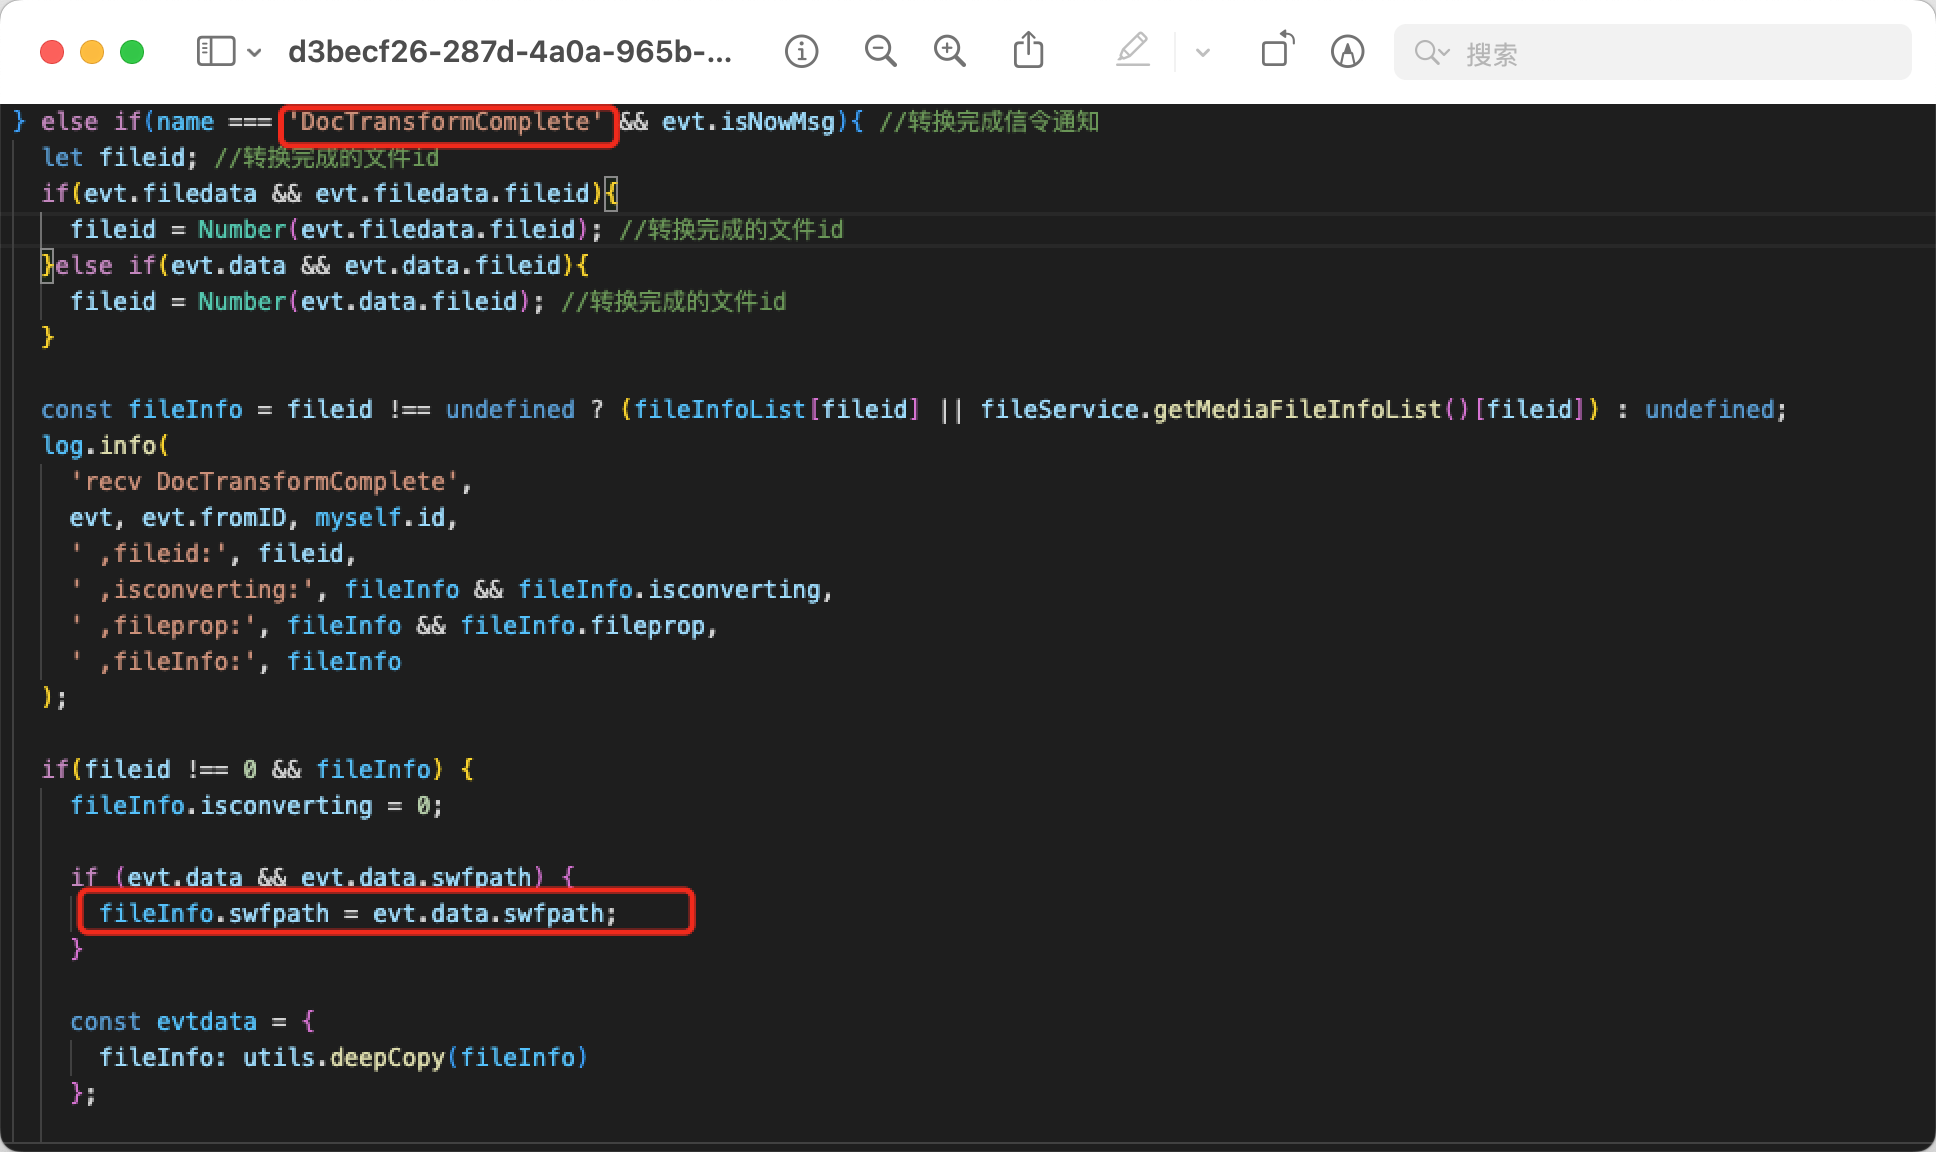 d3becf26-287d-4a0a-965b-...
搜索
} else if(name === 'DocTransformComplete' && evt.isNowMsg){ //转换完成信令通知
let fileid; //转换完成的文件id
if(evt.filedata && evt.filedata.fileid){
fileid = Number(evt.filedata.fileid); //转换完成的文件id
}else if(evt.data && evt.data.fileid){
fileid = Number(evt.data.fileid); //转换完成的文件id
}
const fileInfo = fileid !== undefined ? (fileInfoList[fileid] || fileService.getMediaFileInfoList()[fileid]) : undefined;
log.info(
'recv DocTransformComplete',
evt, evt.fromID, myself.id,
' ,fileid:', fileid,
' ,isconverting:', fileInfo && fileInfo.isconverting,
' ,fileprop:', fileInfo && fileInfo.fileprop,
' ,fileInfo:', fileInfo
);
if(fileid !== 0 && fileInfo) {
fileInfo.isconverting = 0;
if (evt.data && evt.data.swfpath) {
fileInfo.swfpath = evt.data.swfpath;
}
const evtdata = {
fileInfo: utils.deepCopy(fileInfo)
};